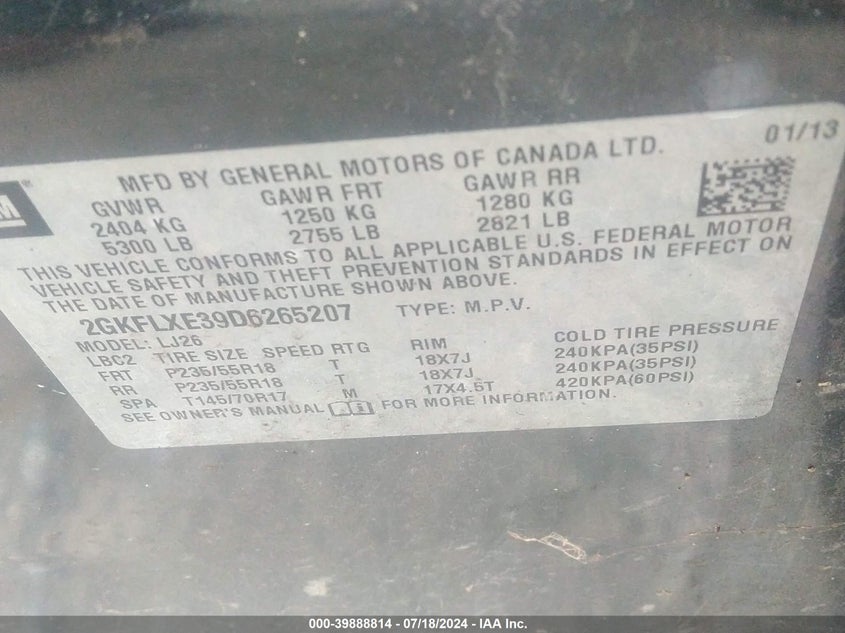 01/13
MFD BY GENERAL MOTORS OF CANADA LTD.
GVWR GAWR FRT GAWR RR
2404 KG 1250 KG 1280 KG
5300 LB 2755 LB 2821 LB
THIS VEHICLE CONFORMS TO ALL APPLICABLE U.S. FEDERAL MOTOR
VEHICLE SAFETY AND THEFT PREVENTION STANDARDS IN EFFECT ON
THE DATE OF MANUFACTURE SHOWN ABOVE.
2GKFLXE39D6265207 TYPE: M.P.V.
MODEL: LJ26
LBC2 TIRE SIZE SPEED RTG RIM COLD TIRE PRESSURE
FRT P235/55R18 T 18X7J 240KPA(35PSI)
RR P235/55R18 T 18X7J 240KPA(35PSI)
SPA T145/70R17 M 17X4.5T 420KPA(60PSI)
SEE OWNER'S MANUAL FOR MORE INFORMATION.
000-39888814 - 07/18/2024 - IAA Inc.